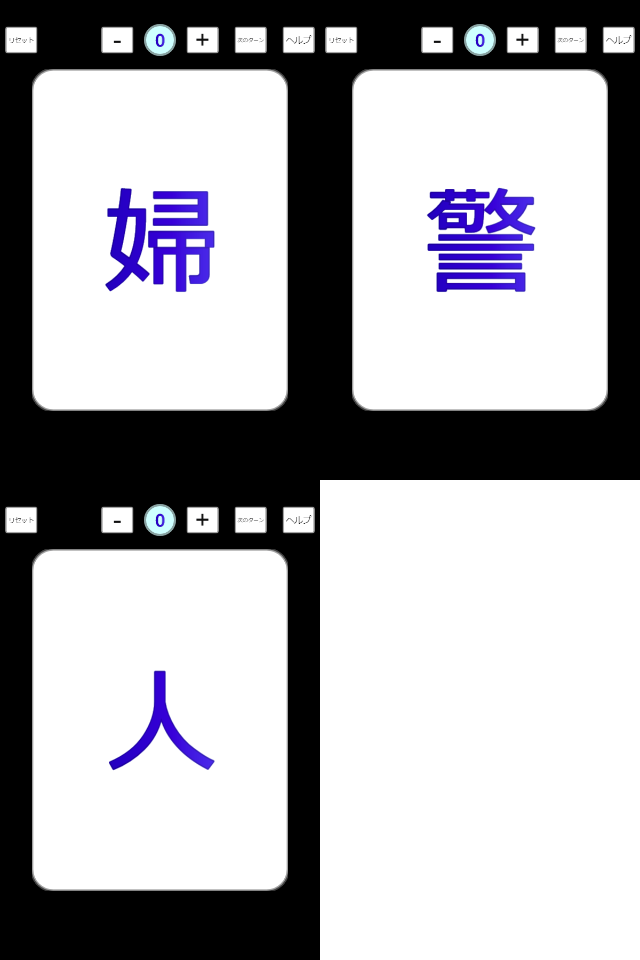 リセット - 0 + 次のターン ヘルプ
婦
リセット - 0 + 次のターン ヘルプ
警
リセット - 0 + 次のターン ヘルプ
人